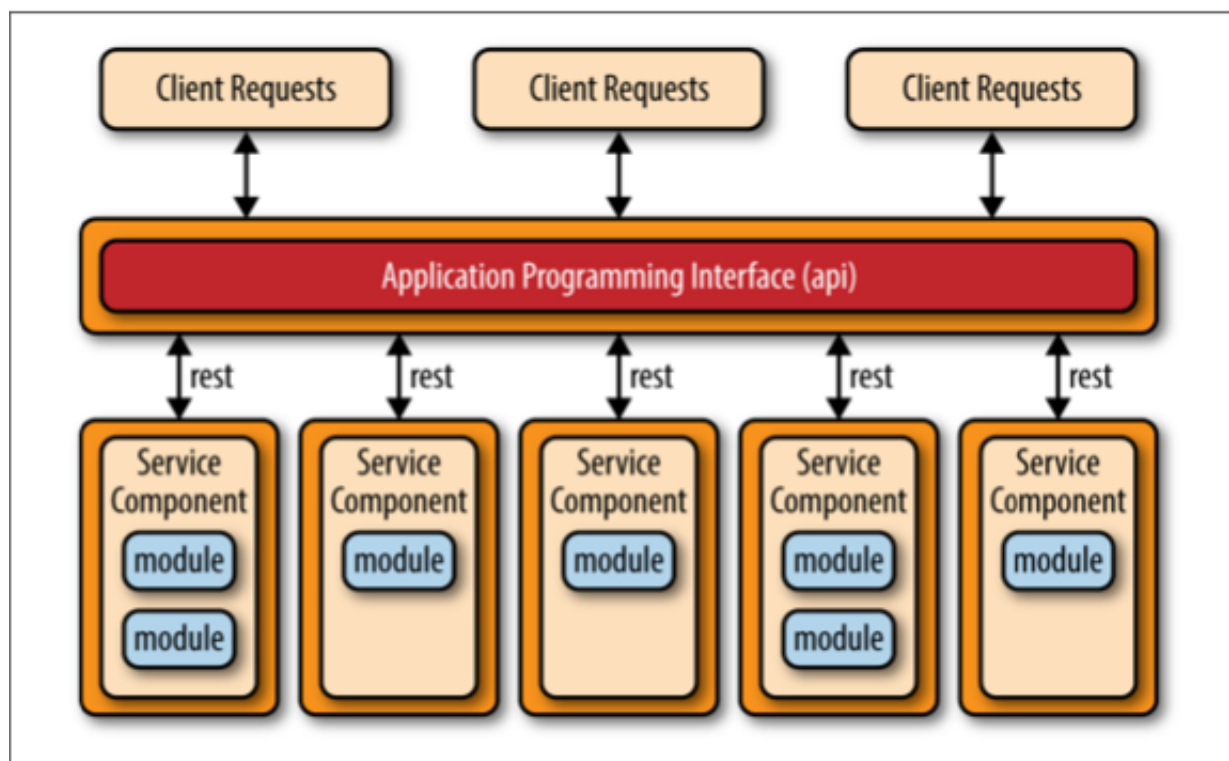 Client Requests
Client Requests
Client Requests
Application Programming Interface (api)
rest
rest
rest
rest
rest
Service
Component
module
module
Service
Component
module
Service
Component
module
Service
Component
module
module
Service
Component
module